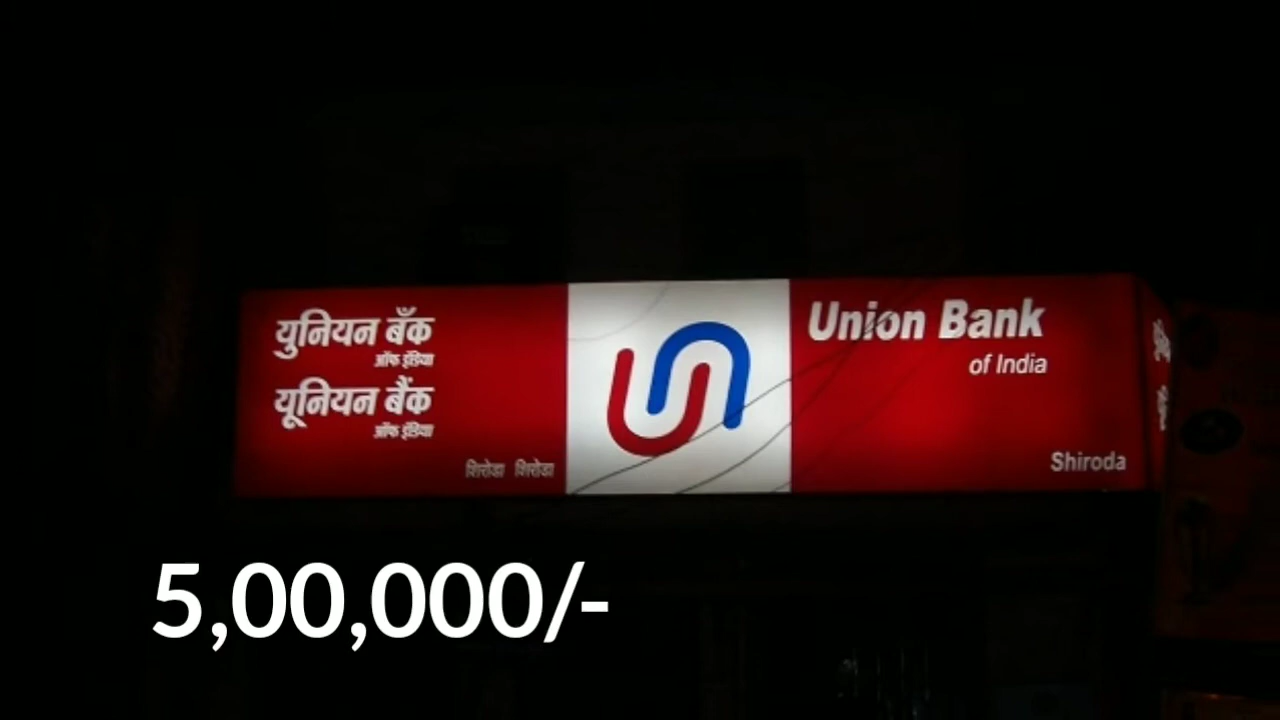 युनियन बँक
ऑफ इंडिया
यूनियन बैंक
ऑफ इंडिया
शिरोडा शिरोडा
Union Bank
of India
Shiroda
5,00,000/-